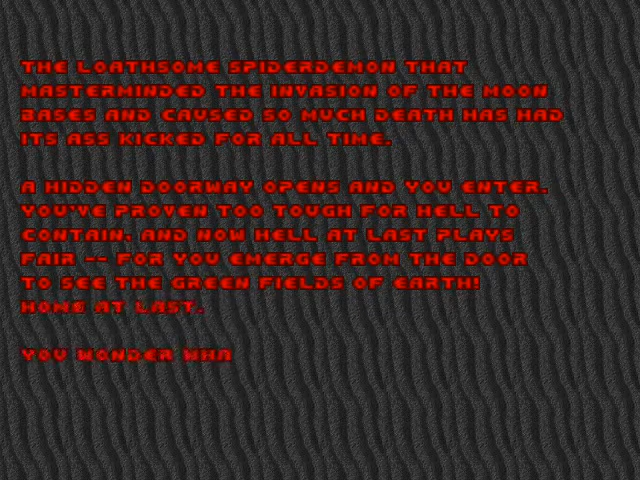 THE LOATHSOME SPIDERDEMON THAT
MASTERMINDED THE INVASION OF THE MOON
BASES AND CAUSED SO MUCH DEATH HAS HAD
ITS ASS KICKED FOR ALL TIME.
A HIDDEN DOORWAY OPENS AND YOU ENTER.
YOU'VE PROVEN TOO TOUGH FOR HELL TO
CONTAIN, AND NOW HELL AT LAST PLAYS
FAIR -- FOR YOU EMERGE FROM THE DOOR
TO SEE THE GREEN FIELDS OF EARTH!
HOME AT LAST.
YOU WONDER WHA